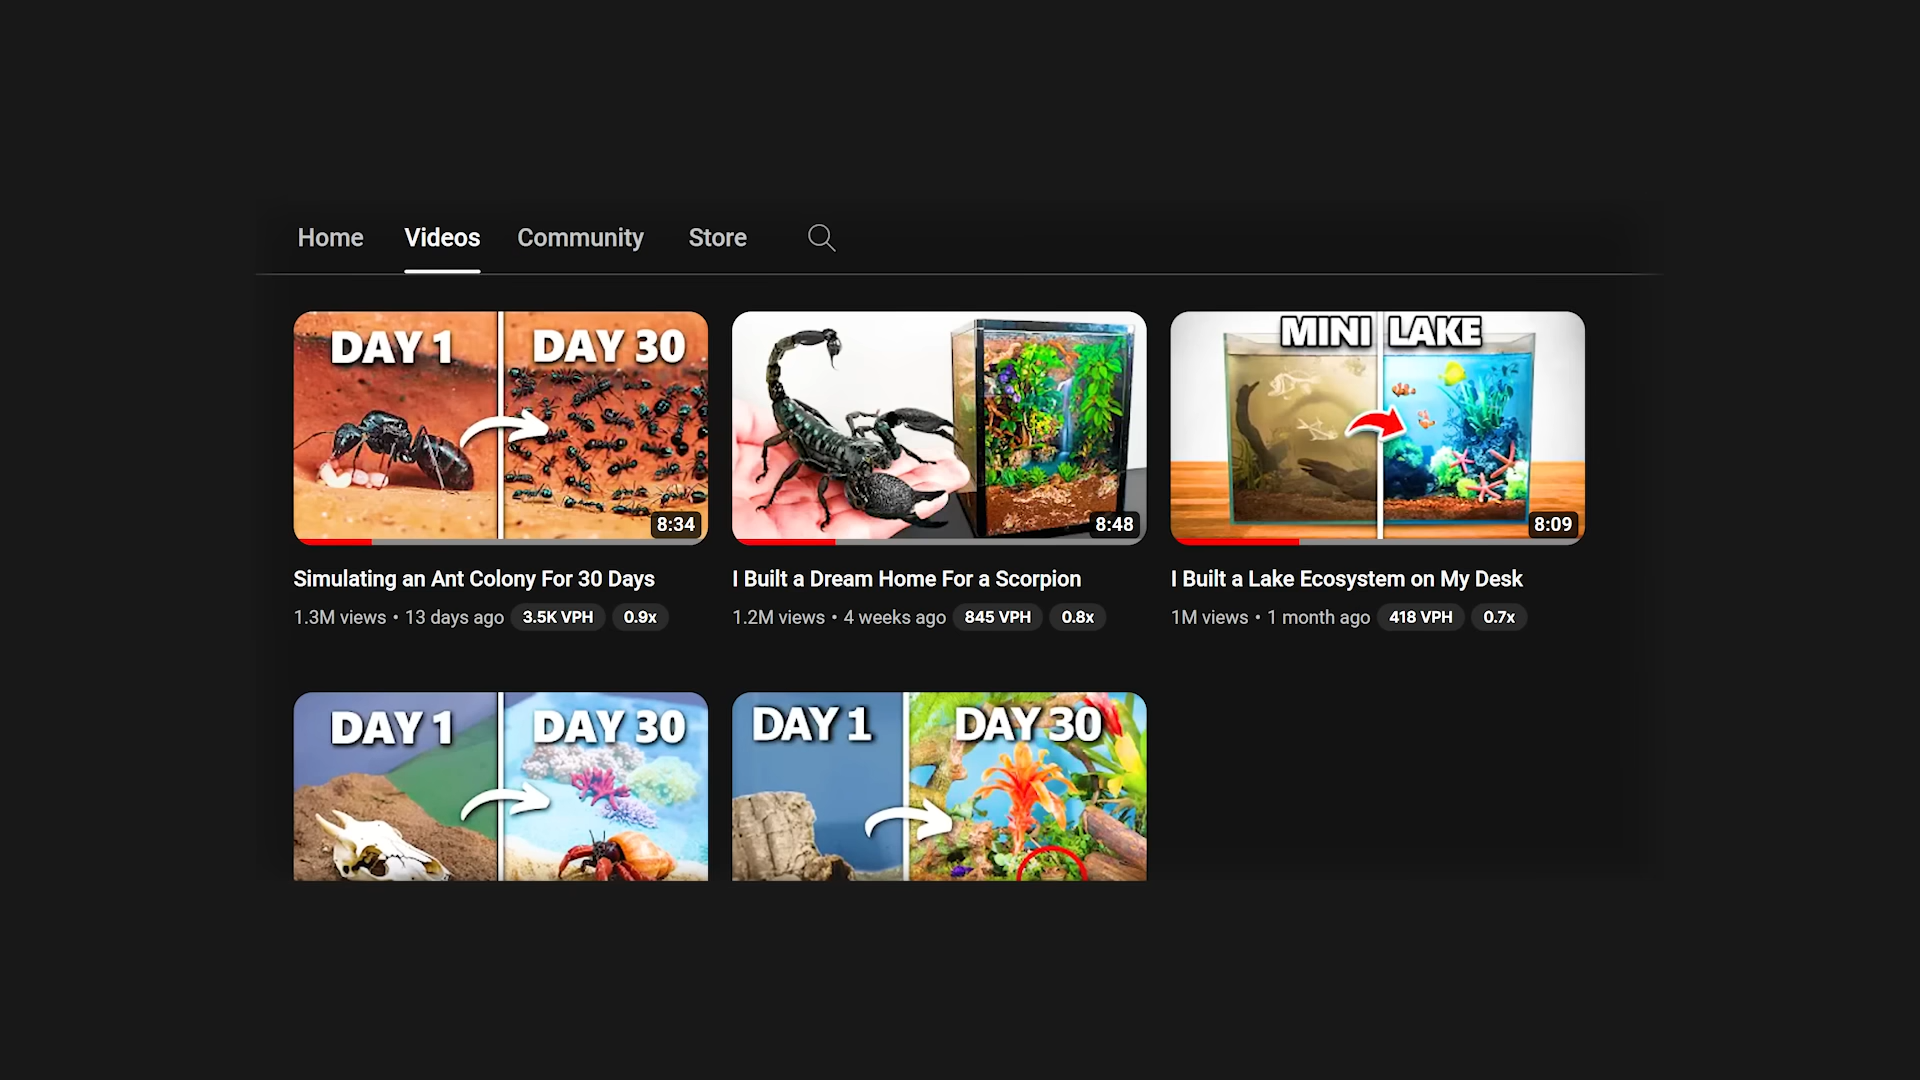 Home Videos Community Store
DAY 1 DAY 30
8:34
8:48
MINI LAKE
8:09
Simulating an Ant Colony For 30 Days
1.3M views • 13 days ago 3.5K VPH 0.9x
I Built a Dream Home For a Scorpion
1.2M views • 4 weeks ago 845 VPH 0.8x
I Built a Lake Ecosystem on My Desk
1M views • 1 month ago 418 VPH 0.7x
DAY 1 DAY 30
DAY 1 DAY 30